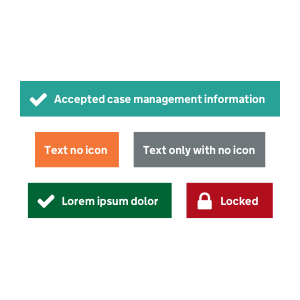 Accepted case management information
Text no icon
Text only with no icon
Lorem ipsum dolor
Locked